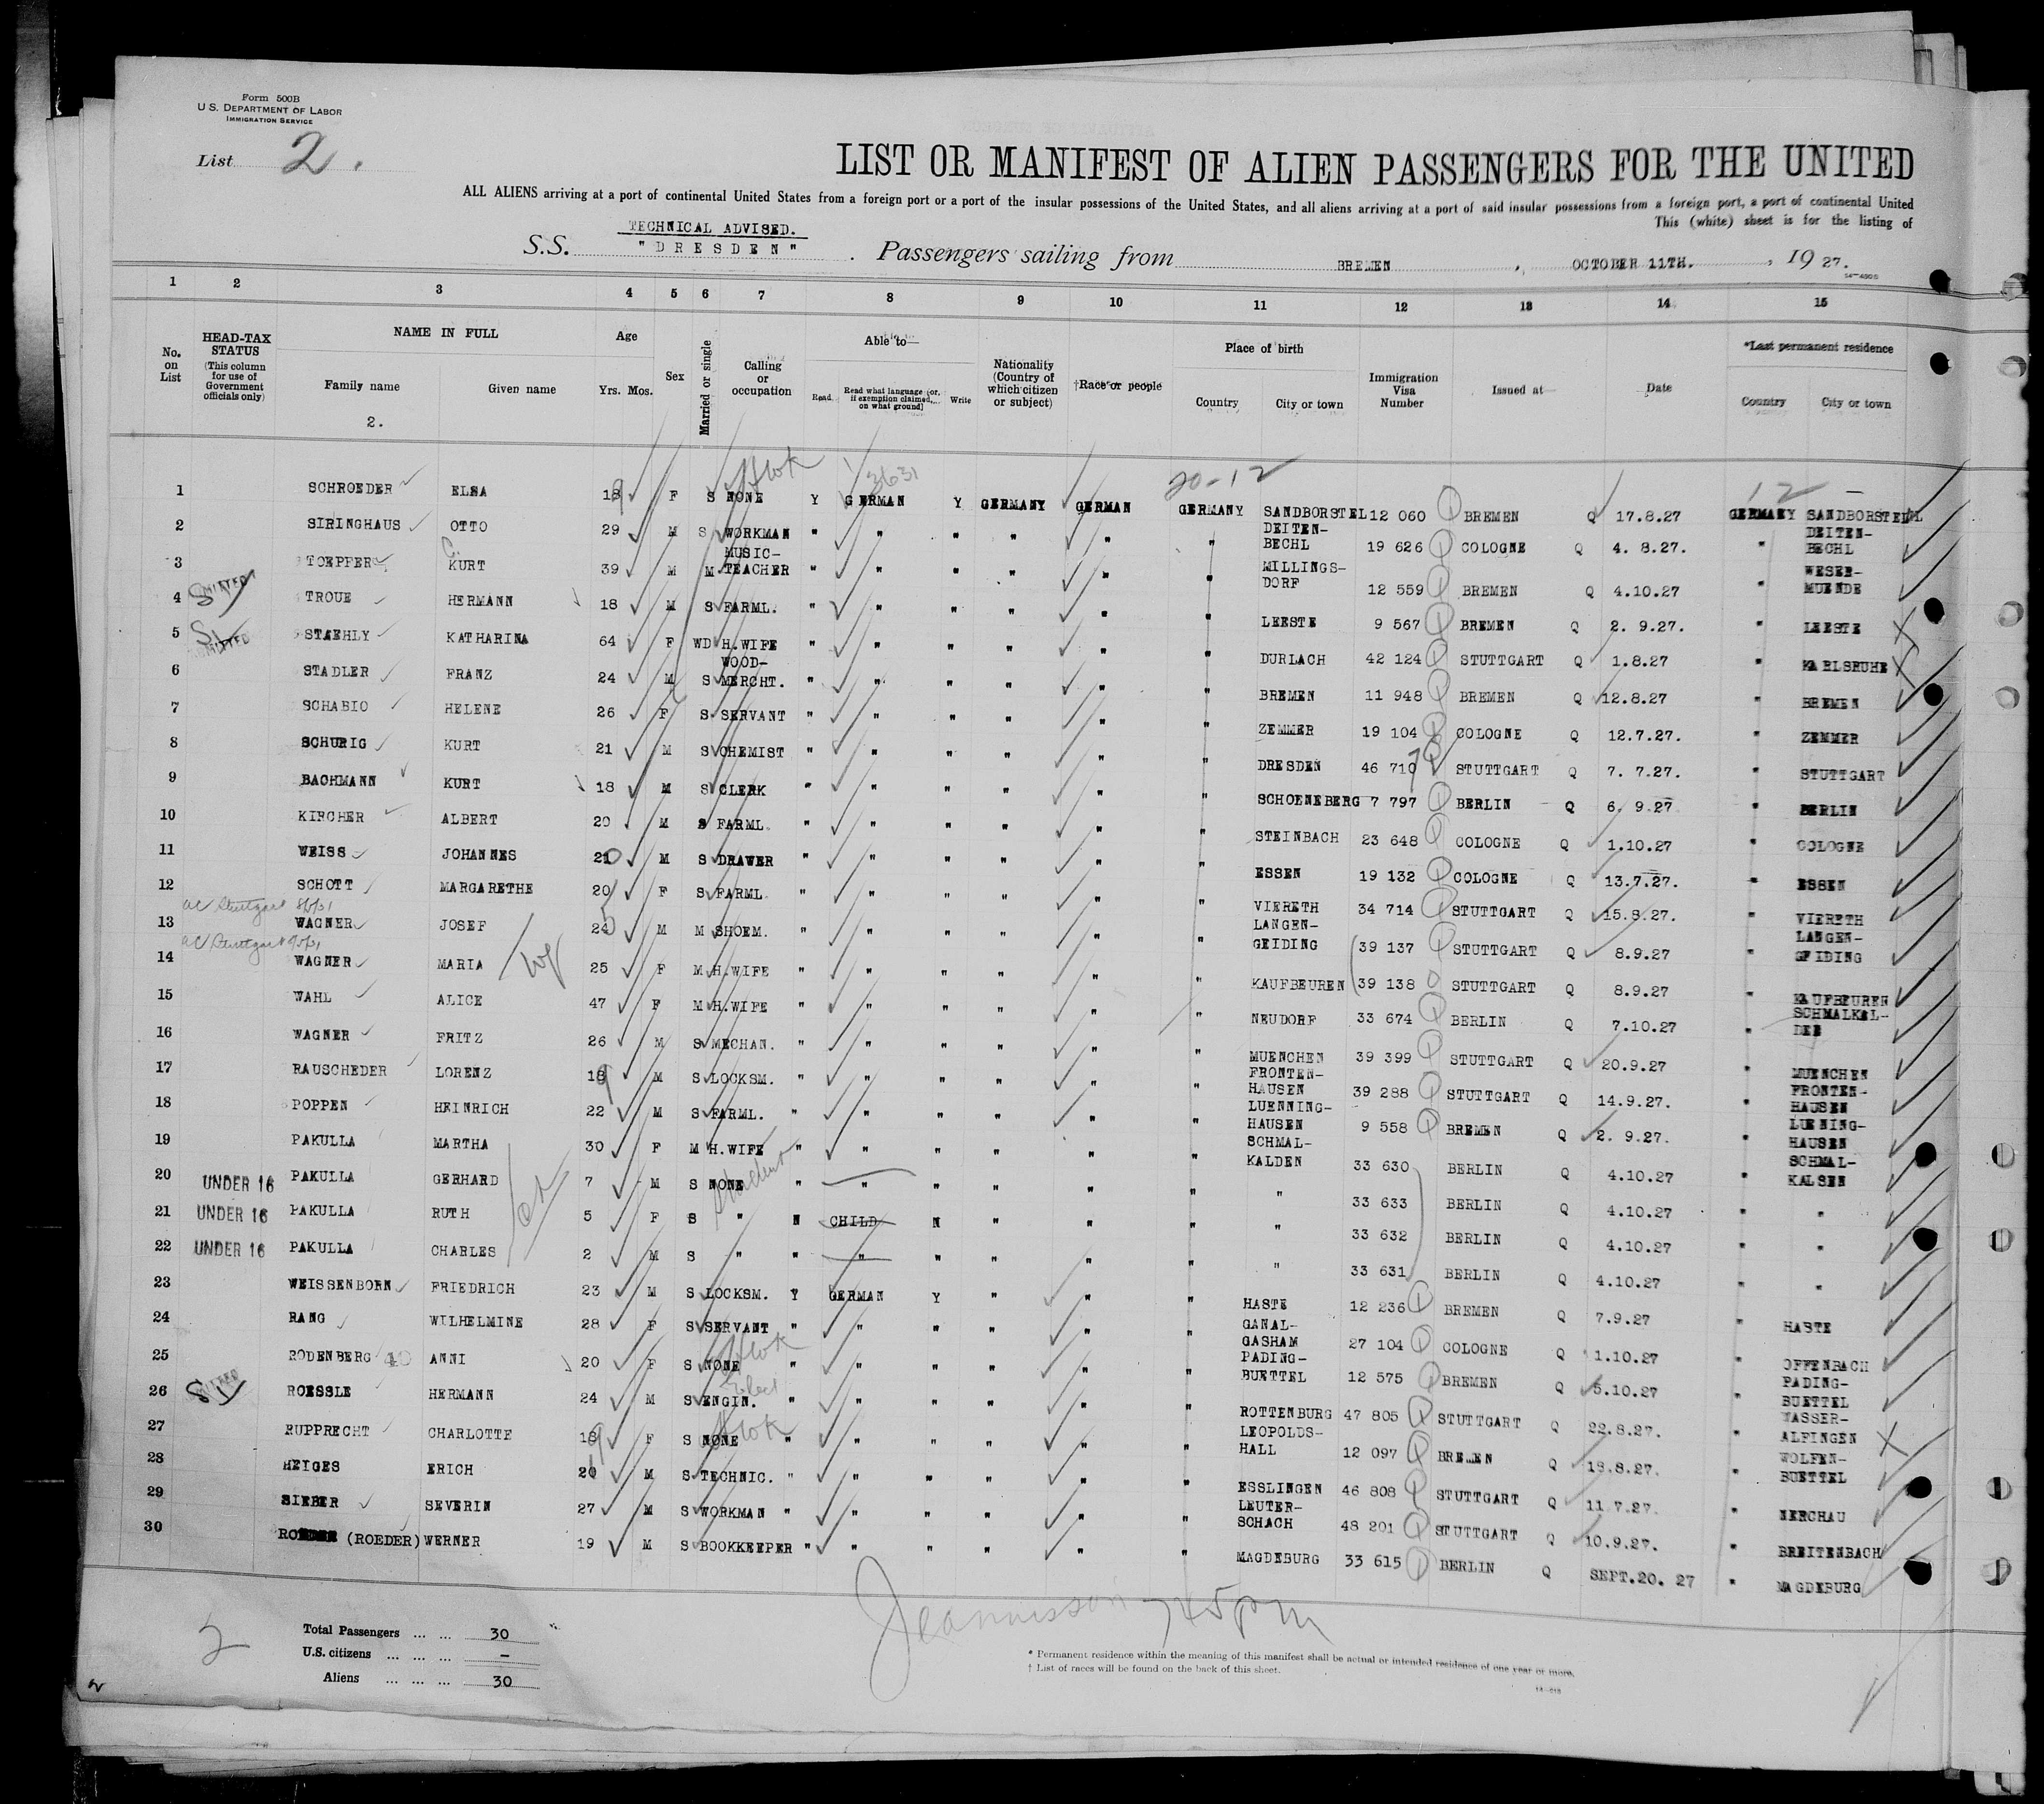 Form 500B
U.S. DEPARTMENT OF LABOR
IMMIGRATION SERVICE
List 2.
LIST OR MANIFEST OF ALIEN PASSENGERS FOR THE UNITED
ALL ALIENS arriving at a port of continental United States from a foreign port or a port of the insular possessions of the United States, and all aliens arriving at a port of said insular possessions from a foreign port, a port of continental United
This (white) sheet is for the listing of
TECHNICAL ADVISED.
S.S. "DRESDEN" . Passengers sailing from BREMEN , OCTOBER 11TH. , 19 27.
1 2 3 4 5 6 7 8 9 10 11 12 13 14 15
No. on List
HEAD-TAX STATUS (This column for use of Government officials only)
NAME IN FULL
Family name Given name
2.
Age
Yrs. Mos.
Sex
Married or single
Calling or occupation
Able to—
Read Read what language (or, if exemption claimed, on what ground) Write
Nationality (Country of which citizen or subject)
†Race or people
Place of birth
Country City or town
Immigration Visa Number
Issued at
Date
*Last permanent residence
Country City or town
3631 20-12 12
1 SCHROEDER ELSA 18 9 F S NONE Y GERMAN Y GERMANY GERMAN GERMANY SANDBORSTEL 12 060 BREMEN Q 17.8.27 GERMANY SANDBORSTEL
2 SIRINGHAUS OTTO 29 M S WORKMAN " " " " " " DEITEN-BECHL 19 626 COLOGNE Q 4. 8.27. " DEITEN-BECHL
3 TOEPFER C. KURT 39 M M MUSIC-TEACHER " " " " " " MILLINGS-DORF 12 559 BREMEN Q 4.10.27 " WESER-MUENDE
4 TROUE HERMANN 18 M S FARML. " " " " " " LEESTE 9 567 BREMEN Q 2. 9.27. " LEESTE X
5 STAEHLY KATHARINA 64 F WD H.WIFE " " " " " " DURLACH 42 124 STUTTGART Q 1.8.27 " KARLSRUHE X
6 STADLER FRANZ 24 M S WOOD-MERCHT. " " " " " " BREMEN 11 948 BREMEN Q 12.8.27 " BREMEN
7 SCHABIO HELENE 26 F S SERVANT " " " " " " ZEMMER 19 104 COLOGNE Q 12.7.27. " ZEMMER
8 SCHURIG KURT 21 M S CHEMIST " " " " " " DRESDEN 46 710 STUTTGART Q 7. 7.27. " STUTTGART
9 BACHMANN KURT 18 M S CLERK " " " " " " SCHOENEBERG 7 797 BERLIN Q 6. 9.27 " BERLIN
10 KIRCHER ALBERT 20 M S FARML. " " " " " " STEINBACH 23 648 COLOGNE Q 1.10.27 " COLOGNE
11 WEISS JOHANNES 21 0 M S DRAWER " " " " " " ESSEN 19 132 COLOGNE Q 13.7.27. " ESSEN
12 SCHOTT MARGARETHE 20 F S FARML. " " " " " " VIERETH 34 714 STUTTGART Q 15.8.27. " VIERETH
13 WAGNER JOSEF M M SHOEM. " " " " " " LANGEN-GEIDING 39 137 STUTTGART Q 8.9.27 " LANGEN-GEIDING
14 WAGNER MARIA 25 F M H.WIFE " " " " " " KAUFBEUREN 39 138 STUTTGART Q 8.9.27 " KAUFBEUREN
15 WAHL ALICE 47 F M H.WIFE " " " " " " NEUDORF 33 674 BERLIN Q 7.10.27 " SCHMALKAL-DEN
16 WAGNER FRITZ 26 M S MECHAN. " " " " " " MUENCHEN 39 399 STUTTGART Q 20.9.27 " MUENCHEN
17 RAUSCHEDER LORENZ 18 9 M S LOCKSM. " " " " " " FRONTEN-HAUSEN 39 288 STUTTGART Q 14.9.27. " FRONTEN-HAUSEN
18 POPPEN HEINRICH 22 M S FARML. " " " " " " LUENNING-HAUSEN 9 558 BREMEN Q 2. 9.27. " LUENING-HAUSEN
19 PAKULLA MARTHA 30 F M H.WIFE " " " " " " SCHMAL-KALDEN 33 630 BERLIN Q 4.10.27 " SCHMAL-KALSEN
20 UNDER 16 PAKULLA GERHARD 7 M S NONE Student " " " " " " " 33 633 BERLIN Q 4.10.27 " "
21 UNDER 16 PAKULLA RUTH 5 F S " N CHILD N " " " " 33 632 BERLIN Q 4.10.27 " "
22 UNDER 16 PAKULLA CHARLES 2 M S " " " " " " " " 33 631 BERLIN Q 4.10.27 " "
23 WEISSENBORN FRIEDRICH 23 M S LOCKSM. Y GERMAN Y " " " HASTE 12 236 BREMEN Q 7.9.27 " HASTE
24 RANG WILHELMINE 28 F S SERVANT " " " " " " GANAL-GASHAM 27 104 COLOGNE Q 1.10.27 " OFFENBACH
25 RODENBERG ANNI 20 F S NONE " " " " " " PADING-BUETTEL 12 575 BREMEN Q 5.10.27 " PADING-BUETTEL
26 ROESSLE HERMANN 24 M S Elect ENGIN. " " " " " " ROTTENBURG 47 805 STUTTGART Q 22.8.27. " WASSER-ALFINGEN X
27 RUPPRECHT CHARLOTTE 18 9 F S NONE " " " " " " LEOPOLDS-HALL 12 097 BREMEN Q 18.8.27. " WOLFEN-BUETTEL
28 HEIGES ERICH 20 M S TECHNIC. " " " " " " ESSLINGEN 46 808 STUTTGART Q 11.7.27. " NERCHAU
29 SIEBER SEVERIN 27 M S WORKMAN " " " " " " LEUTER-SCHACH 48 201 STUTTGART Q 10.9.27. " BREITENBACH
30 (ROEDER) WERNER 19 M S BOOKKEEPER " " " " " " MAGDEBURG 33 615 BERLIN Q SEPT.20. 27 " MAGDEBURG
745 pm
2
Total Passengers ... ... 30
U.S. citizens ... ... ... -
Aliens ... ... ... 30
* Permanent residence within the meaning of this manifest shall be actual or intended residence of one year or more.
† List of races will be found on the back of this sheet.